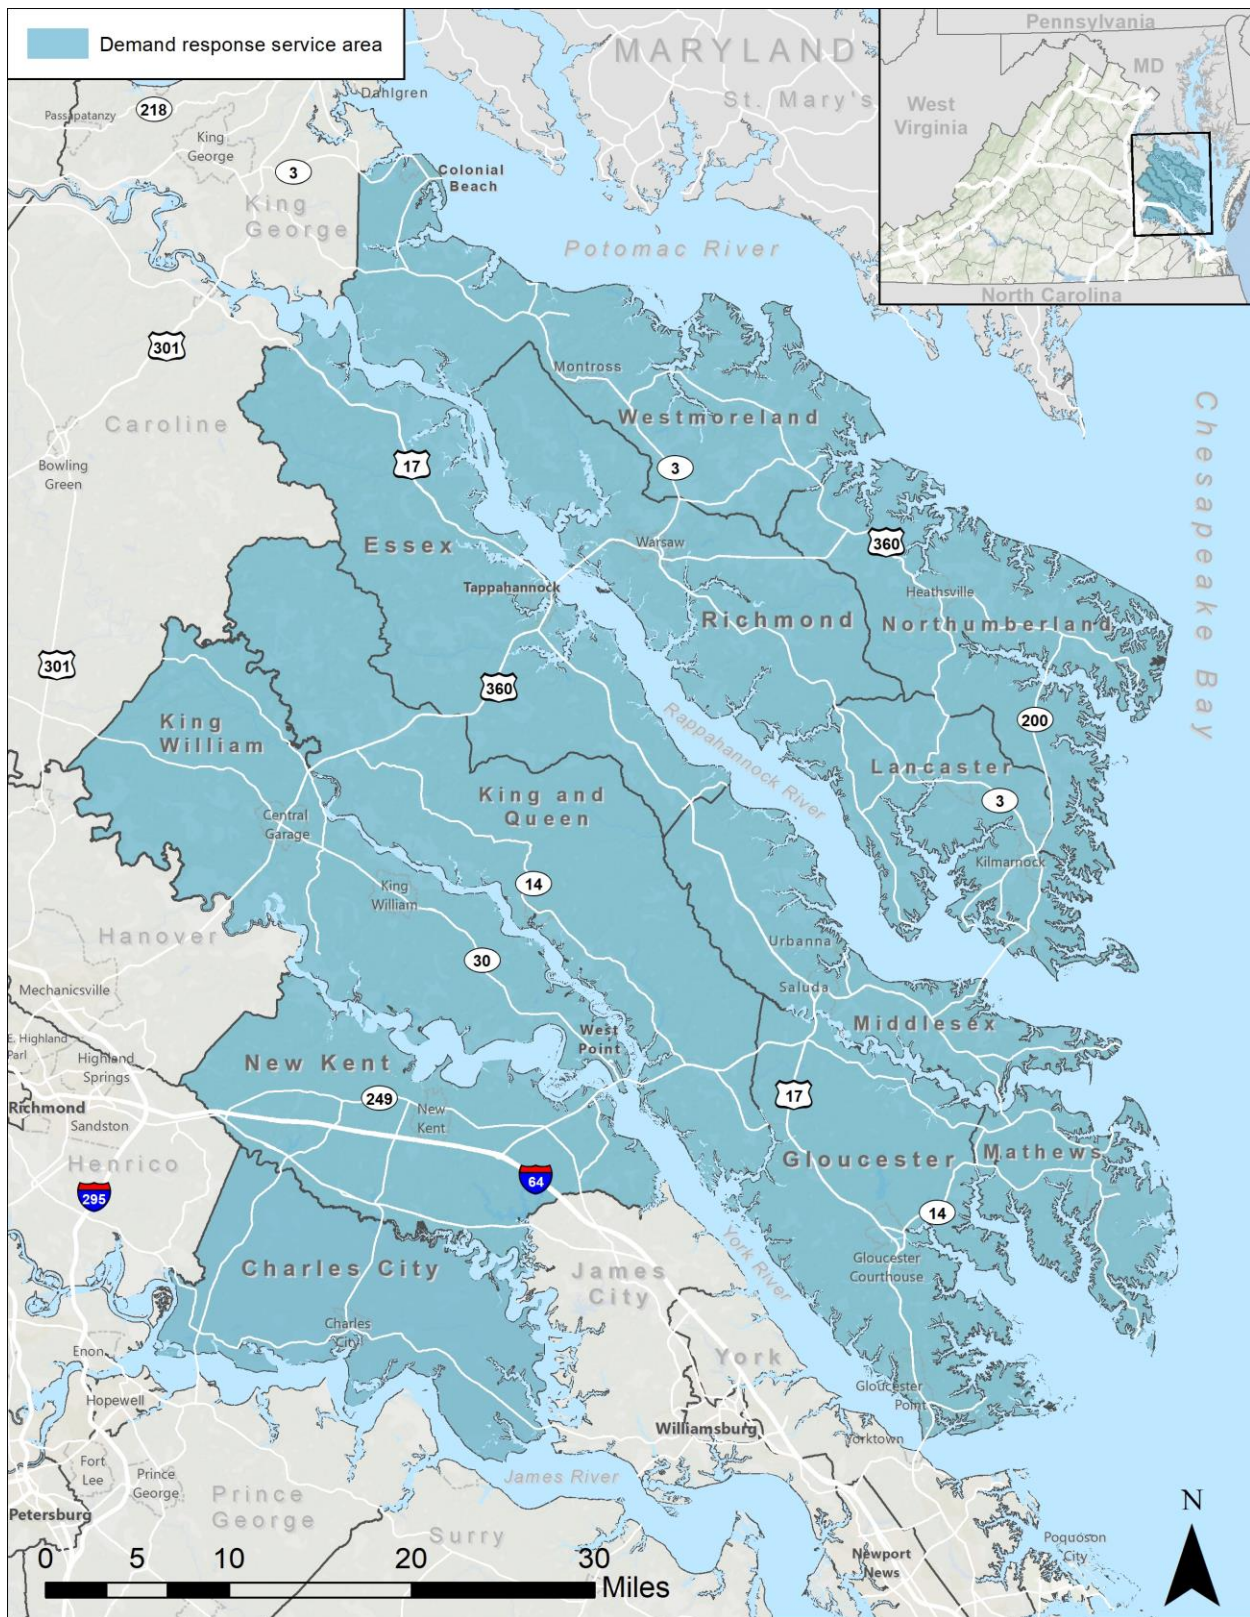 Demand response service area
Pennsylvania
MARYLAND
MD
West
Virginia
North Carolina
St. Mary's
Dahlgren
Passapatanzy
218
King
George
3
King
George
Colonial
Beach
Potomac River
301
Caroline
Bowling
Green
Montross
Westmoreland
17
3
Chesapeake Bay
Essex
Warsaw
360
Tappahannock
Heathsville
Richmond
Northumberland
301
360
King
William
Rappahannock River
200
Lancaster
King and
Queen
3
Central
Garage
Kilmarnock
King
William
14
Hanover
Urbanna
30
Saluda
Mechanicsville
Middlesex
West
Point
E. Highland
Parl
Highland
Springs
New Kent
17
249
Richmond
Sandston
New
Kent
Mathews
Henrico
Gloucester
64
295
14
York River
Charles City
Gloucester
Courthouse
James
City
Charles
City
Enon
York
Hopewell
Gloucester
Point
Williamsburg
Yorktown
Fort
Lee
Prince
George
James River
Petersburg
Prince
George
Surry
N
Poquoson
City
Newport
News
0 5 10 20 30
Miles